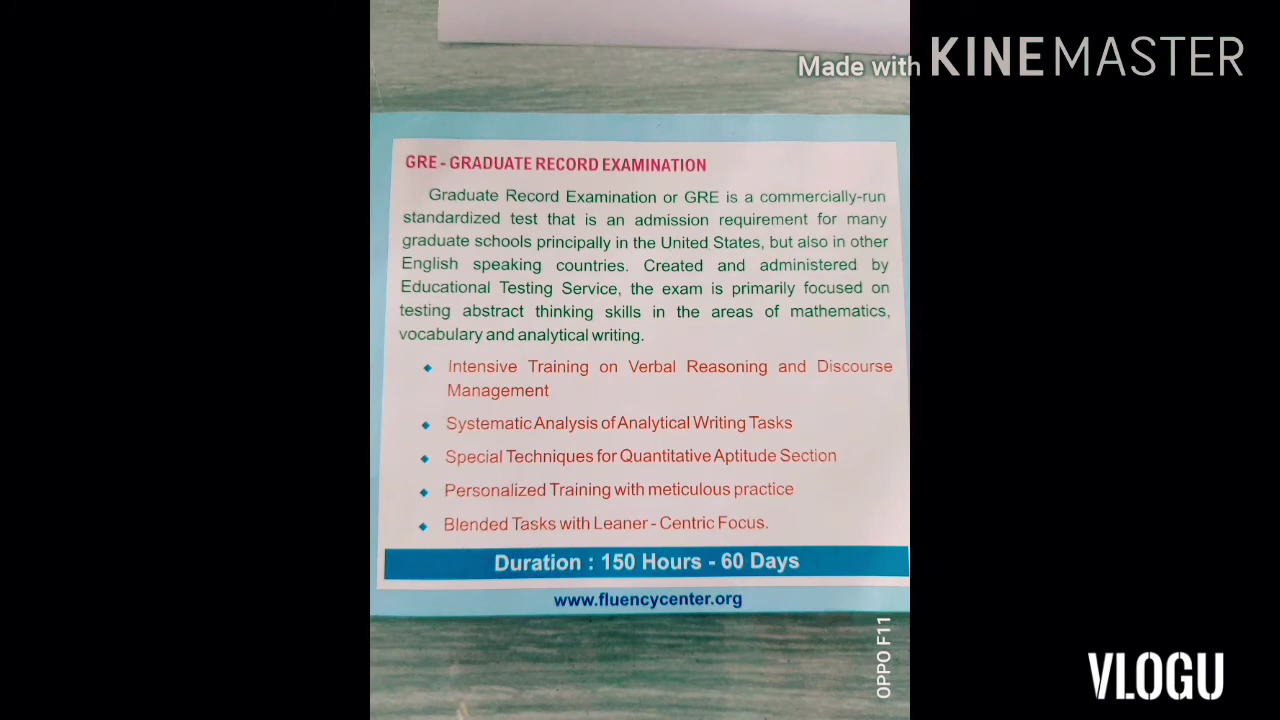 Made with KINEMASTER
GRE - GRADUATE RECORD EXAMINATION
Graduate Record Examination or GRE is a commercially-run
standardized test that is an admission requirement for many
graduate schools principally in the United States, but also in other
English speaking countries. Created and administered by
Educational Testing Service, the exam is primarily focused on
testing abstract thinking skills in the areas of mathematics,
vocabulary and analytical writing.
Intensive Training on Verbal Reasoning and Discourse
Management
Systematic Analysis of Analytical Writing Tasks
Special Techniques for Quantitative Aptitude Section
Personalized Training with meticulous practice
Blended Tasks with Leaner - Centric Focus.
Duration : 150 Hours - 60 Days
www.fluencycenter.org
OPPO F11
VLOGU